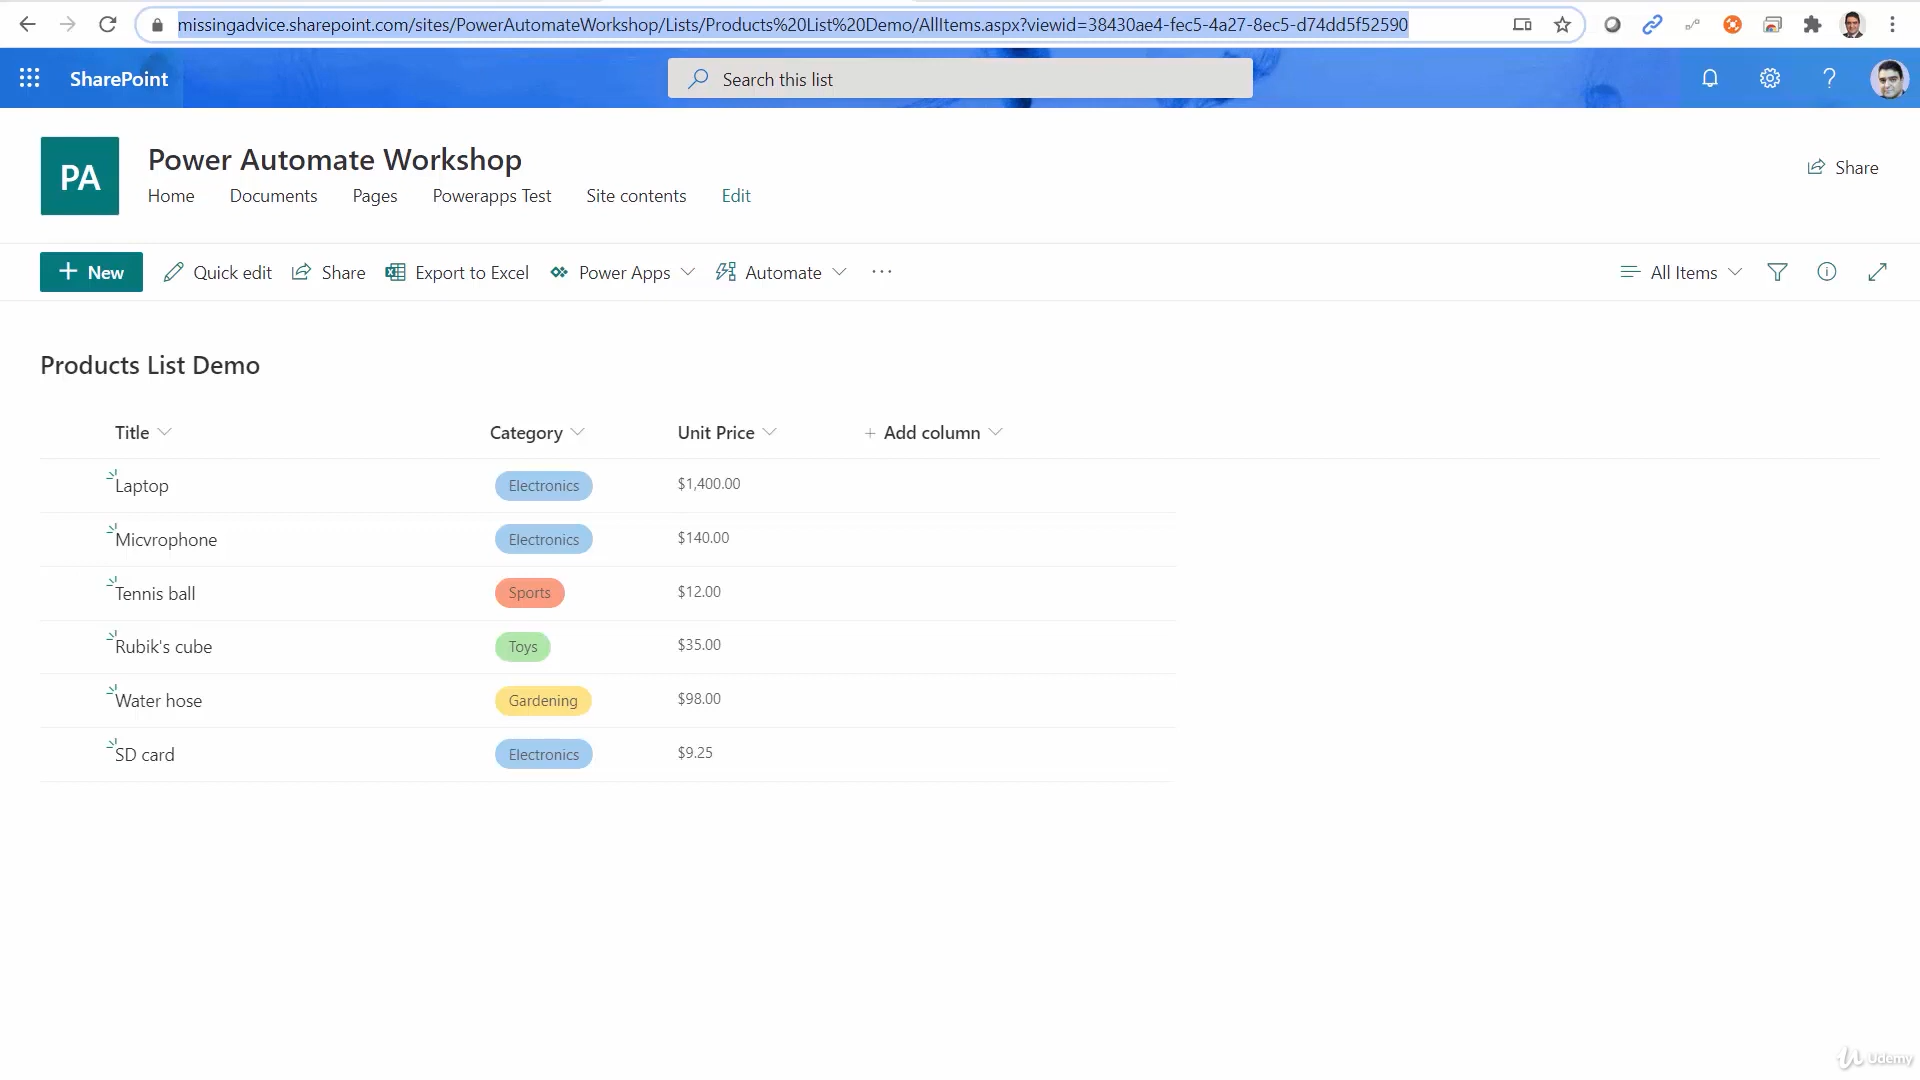 missingadvice.sharepoint.com/sites/PowerAutomateWorkshop/Lists/Products%20List%20Demo/AllItems.aspx?viewid=38430ae4-fec5-4a27-8ec5-d74dd5f52590
SharePoint
Search this list
PA
Power Automate Workshop
Home Documents Pages Powerapps Test Site contents Edit
Share
+ New Quick edit Share Export to Excel Power Apps Automate ... All Items
Products List Demo
Title Category Unit Price + Add column
Laptop Electronics $1,400.00
Micvrophone Electronics $140.00
Tennis ball Sports $12.00
Rubik's cube Toys $35.00
Water hose Gardening $98.00
SD card Electronics $9.25
Udemy